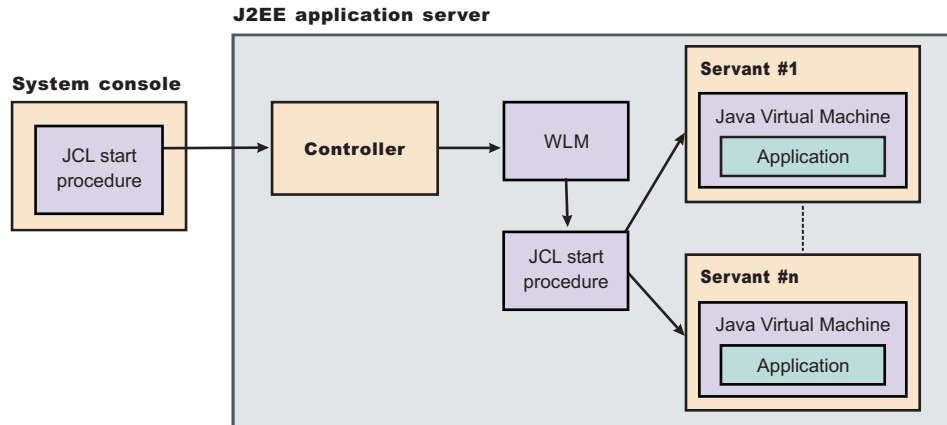 J2EE application server
System console
JCL start
procedure
Controller
WLM
JCL start
procedure
Servant #1
Java Virtual Machine
Application
Servant #n
Java Virtual Machine
Application